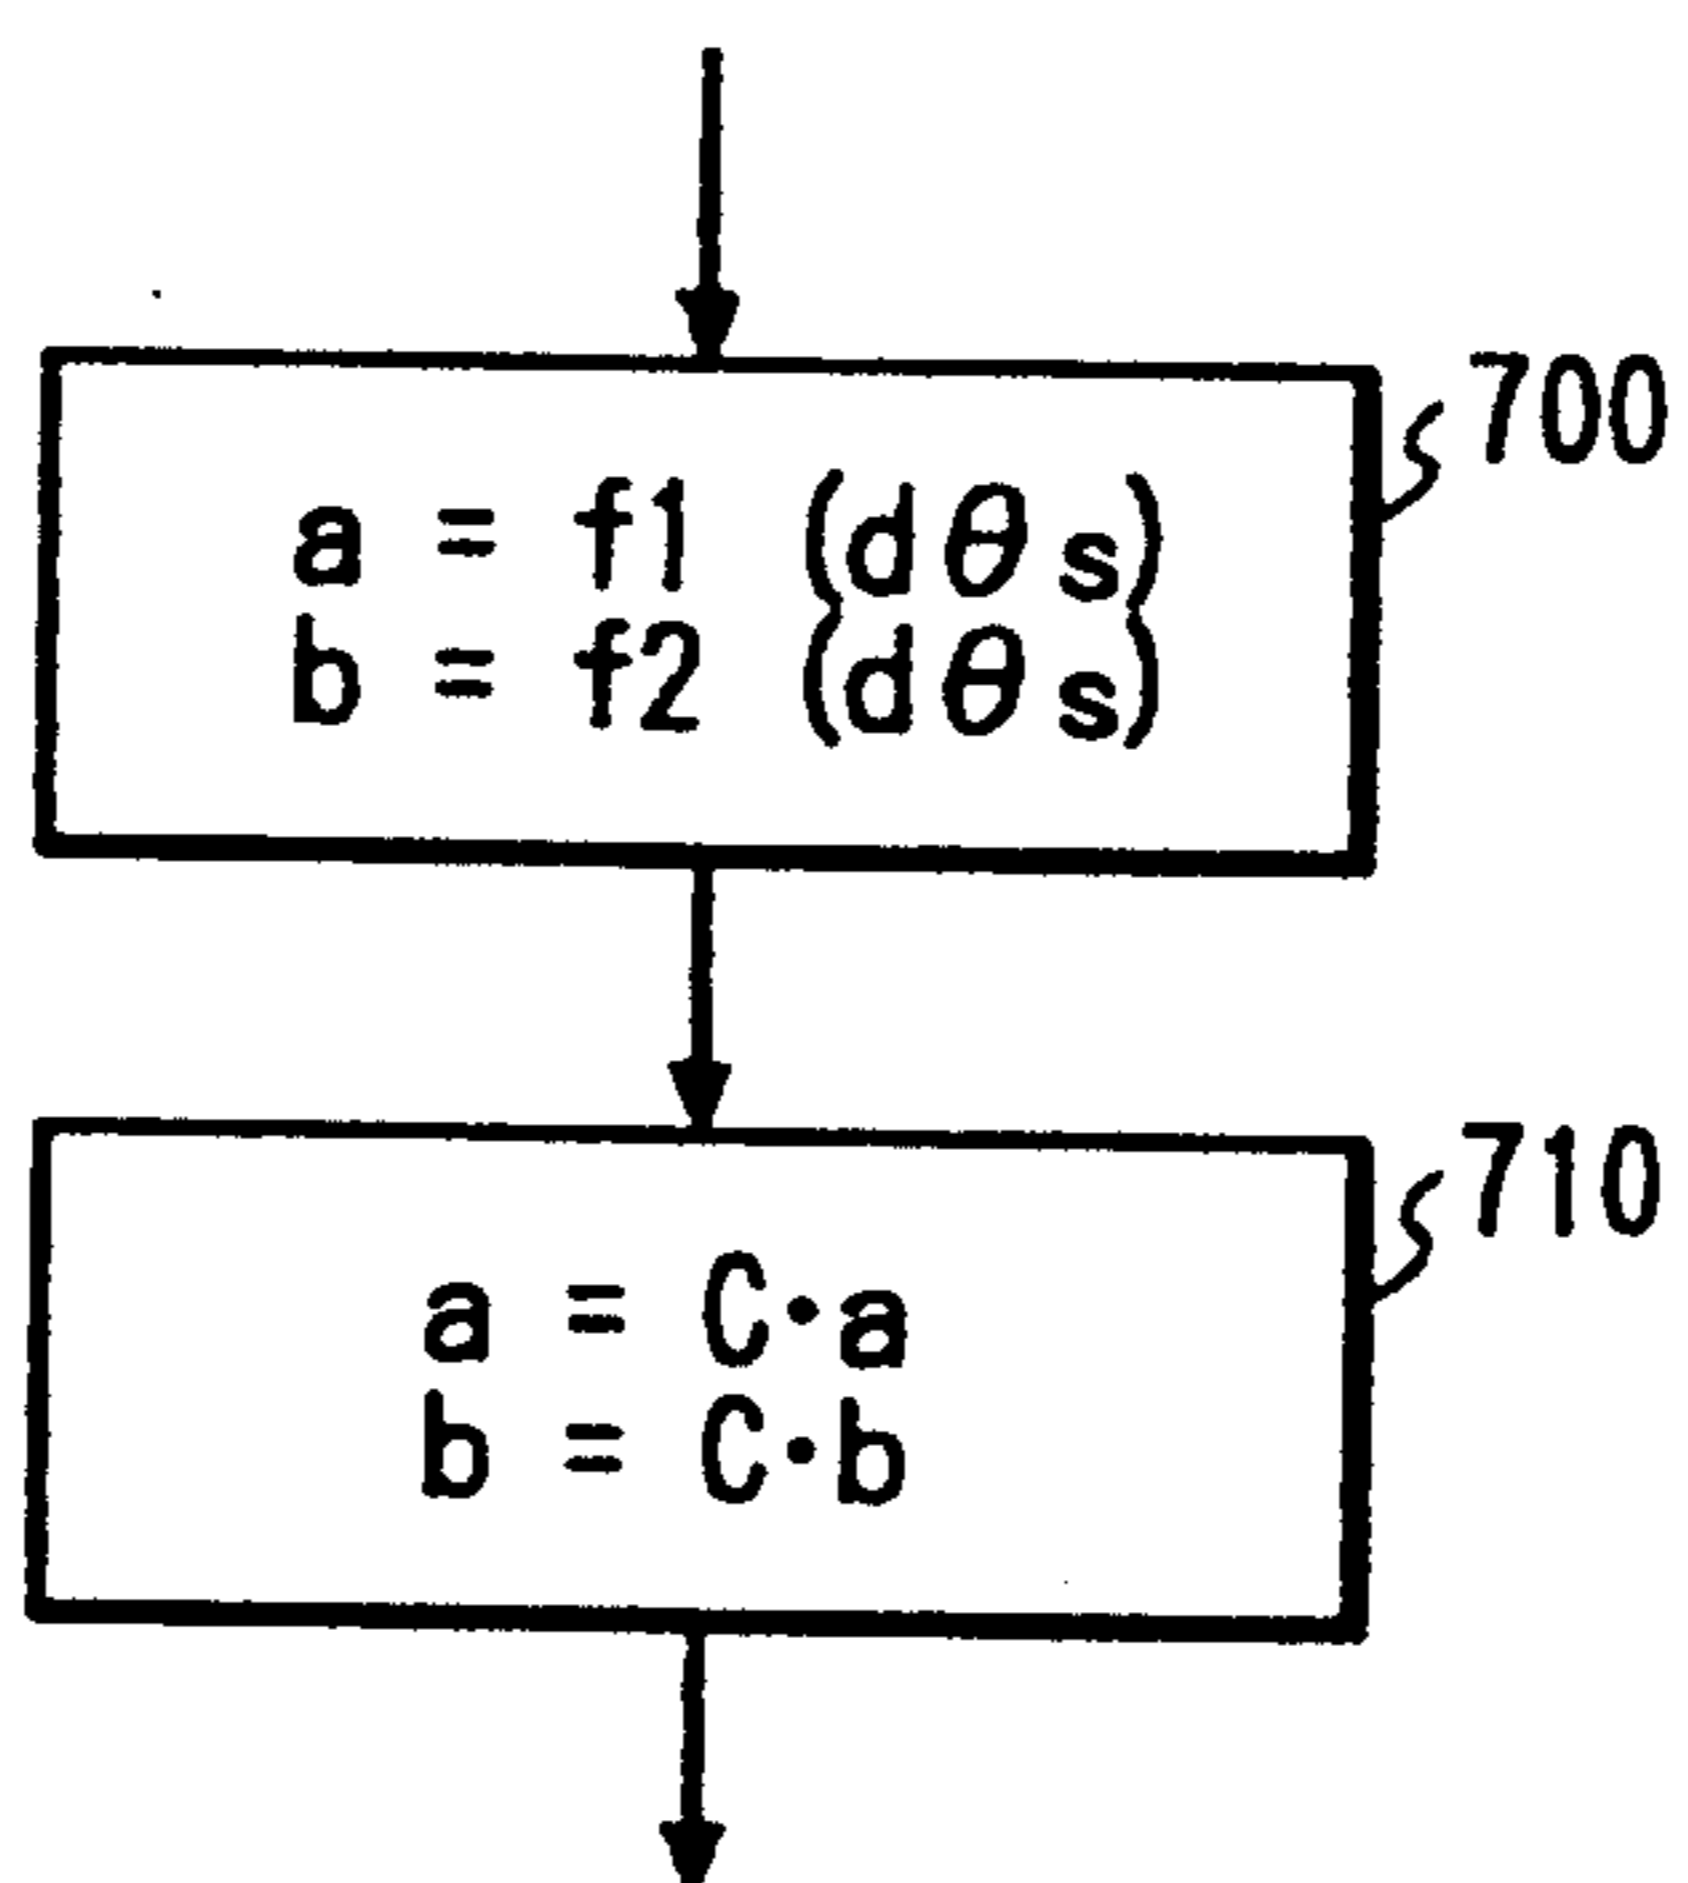 700
a = f1 (dθs)
b = f2 (dθs)
710
a = C·a
b = C·b